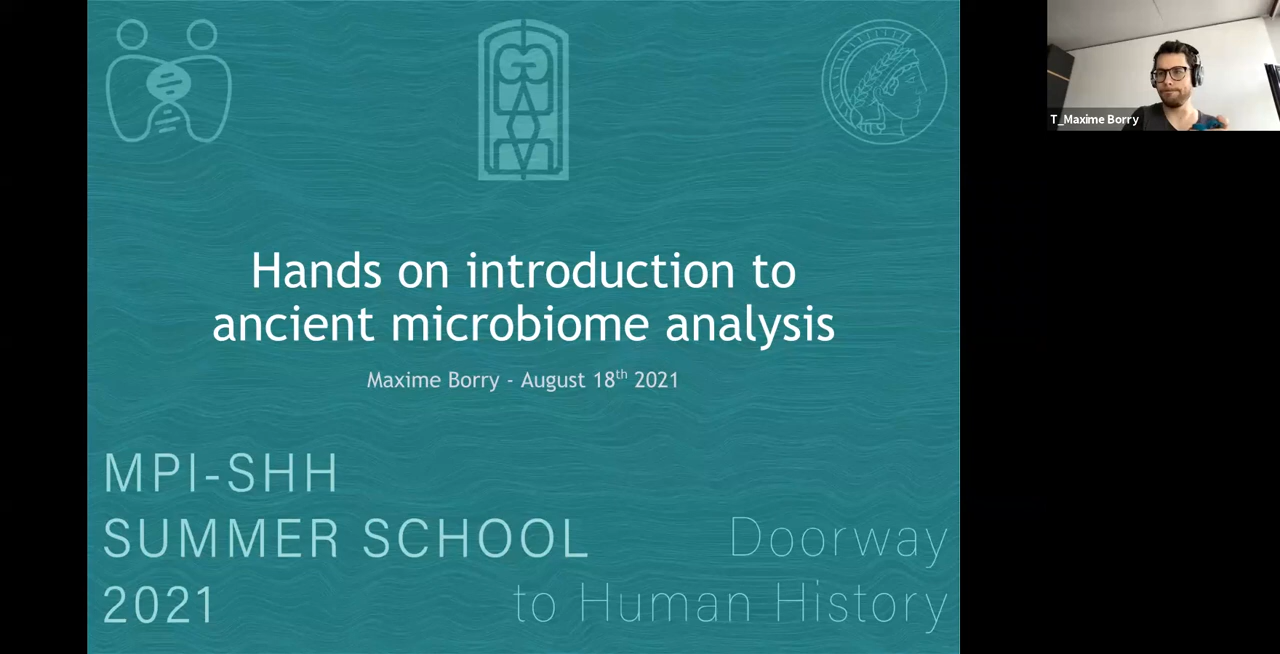 Hands on introduction to
ancient microbiome analysis
Maxime Borry - August 18th 2021
MPI-SHH
SUMMER SCHOOL
2021
Doorway
to Human History
T_Maxime Borry